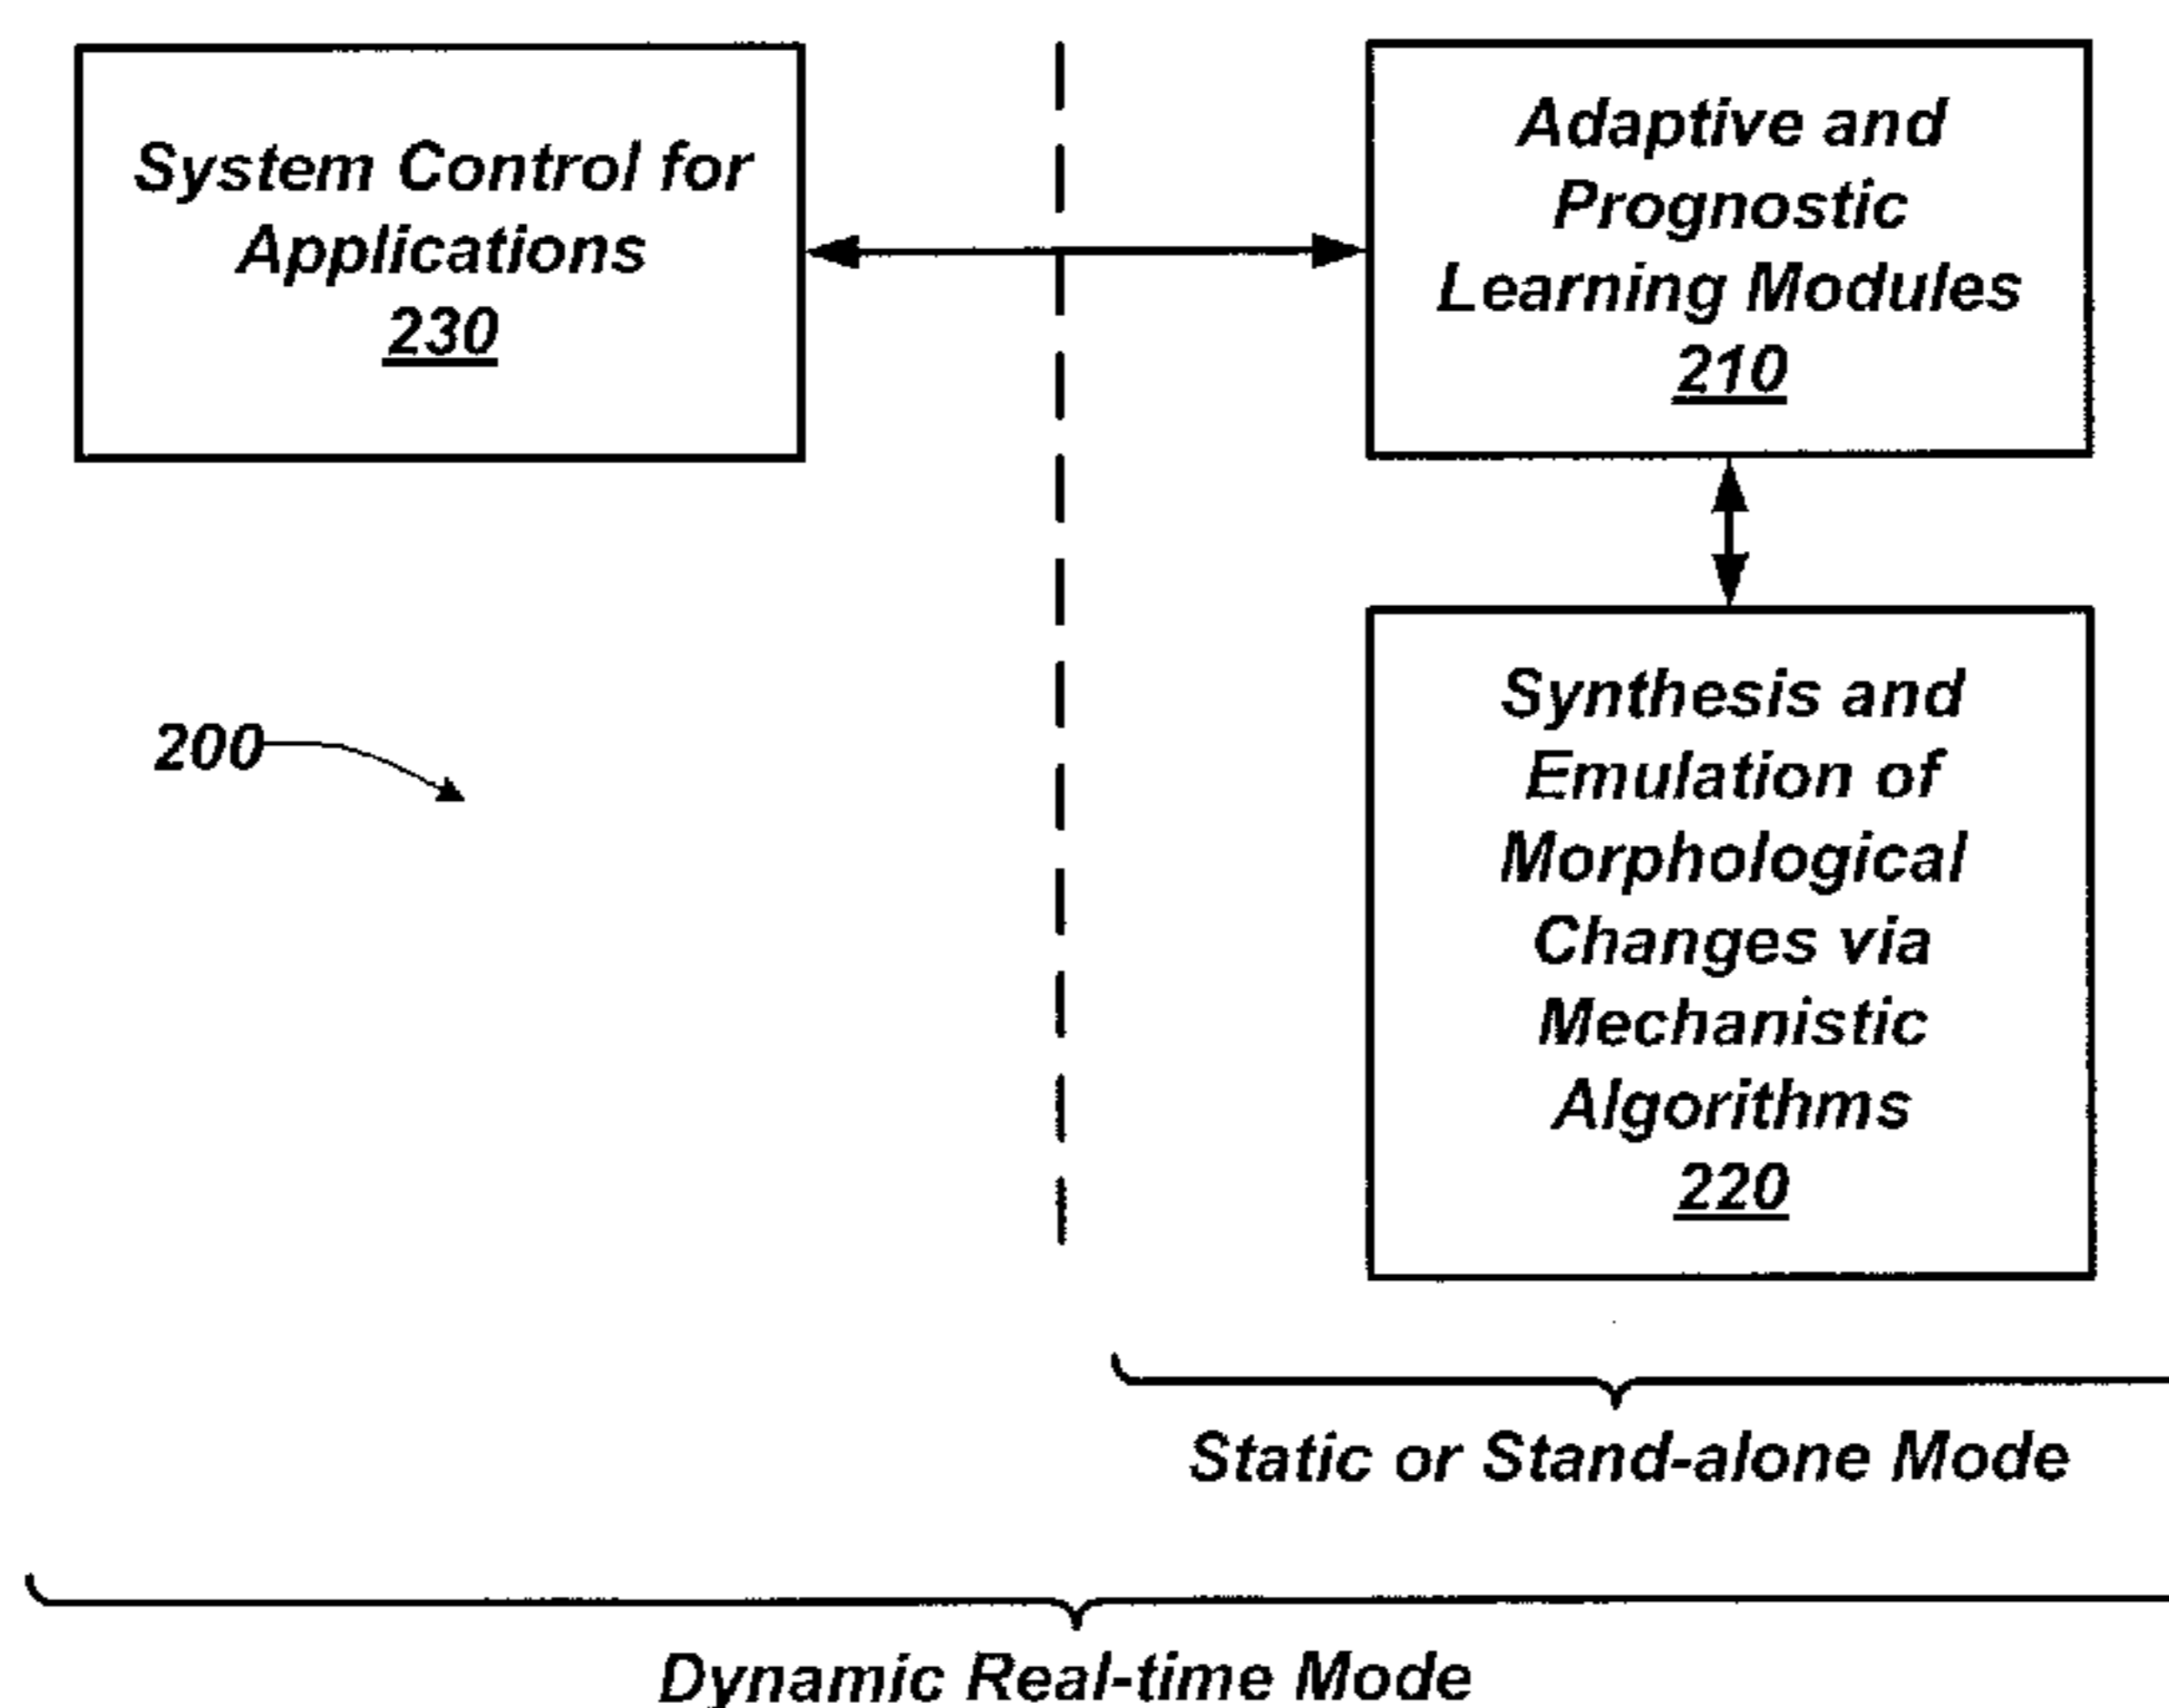 System Control for
Applications
230
Adaptive and
Prognostic
Learning Modules
210
200
Synthesis and
Emulation of
Morphological
Changes via
Mechanistic
Algorithms
220
Static or Stand-alone Mode
Dynamic Real-time Mode